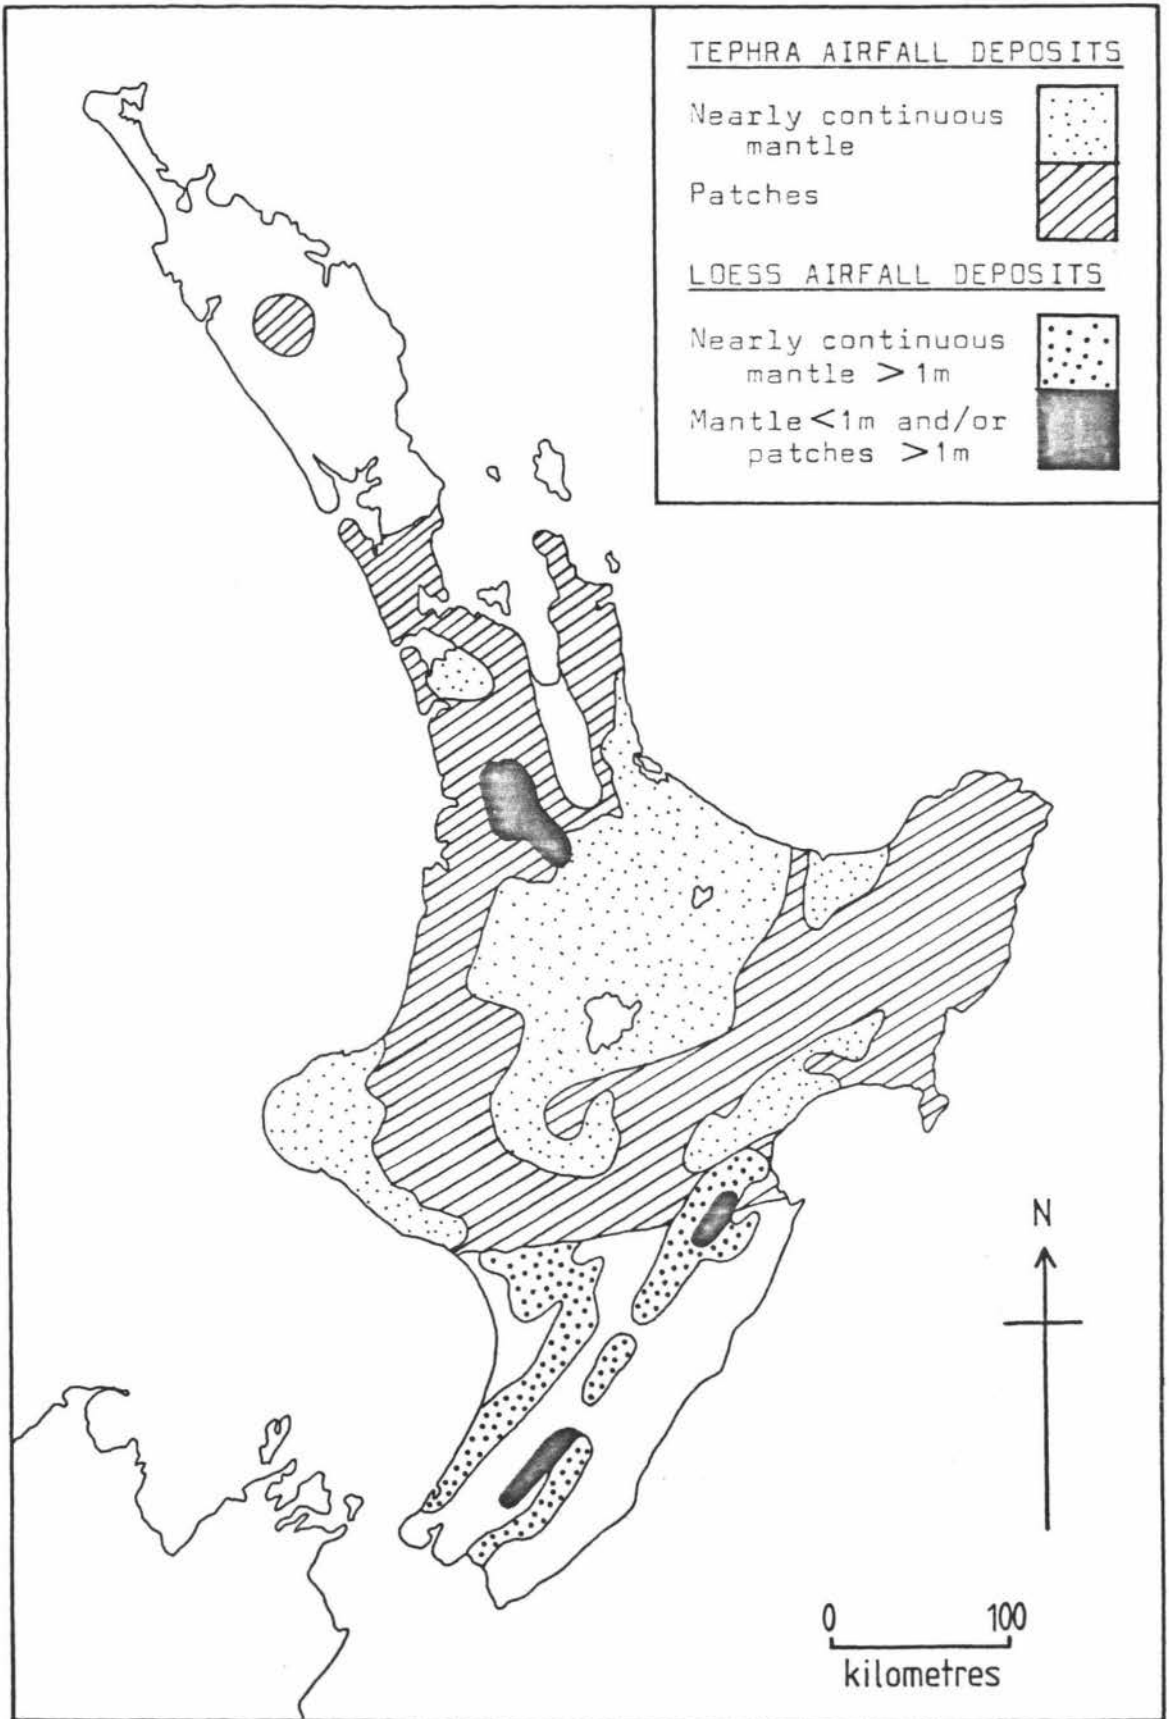 TEPHRA AIRFALL DEPOSITS
Nearly continuous
mantle
Patches
LOESS AIRFALL DEPOSITS
Nearly continuous
mantle > 1m
Mantle < 1m and/or
patches > 1m
N
0 100
kilometres